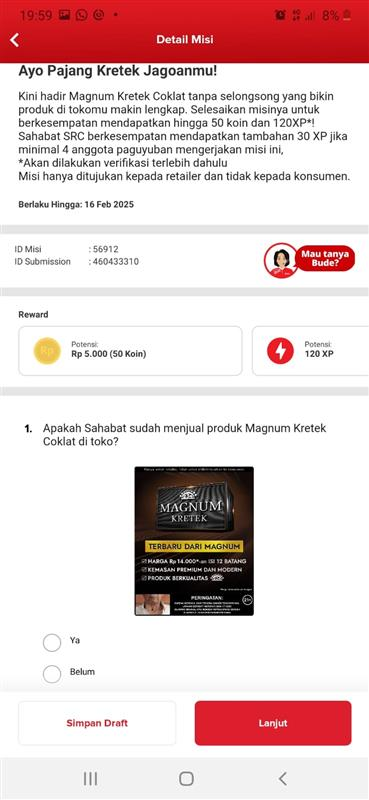 19:59
8%
Detail Misi
Ayo Pajang Kretek Jagoanmu!
Kini hadir Magnum Kretek Coklat tanpa selongsong yang bikin
produk di tokomu makin lengkap. Selesaikan misinya untuk
berkesempatan mendapatkan hingga 50 koin dan 120XP*!
Sahabat SRC berkesempatan mendapatkan tambahan 30 XP jika
minimal 4 anggota paguyuban mengerjakan misi ini,
*Akan dilakukan verifikasi terlebih dahulu
Misi hanya ditujukan kepada retailer dan tidak kepada konsumen.
Berlaku Hingga: 16 Feb 2025
ID Misi : 56912
ID Submission : 460433310
Mau tanya
Bude?
Reward
Rp
Potensi:
Rp 5.000 (50 Koin)
Potensi:
120 XP
1. Apakah Sahabat sudah menjual produk Magnum Kretek
Coklat di toko?
MAGNUM
KRETEK
TERBARU DARI MAGNUM
HARGA Rp 14.000*-an ISI 12 BATANG
KEMASAN PREMIUM DAN MODERN
PRODUK BERKUALITAS
PERINGATAN:
21+
Ya
Belum
Simpan Draft
Lanjut